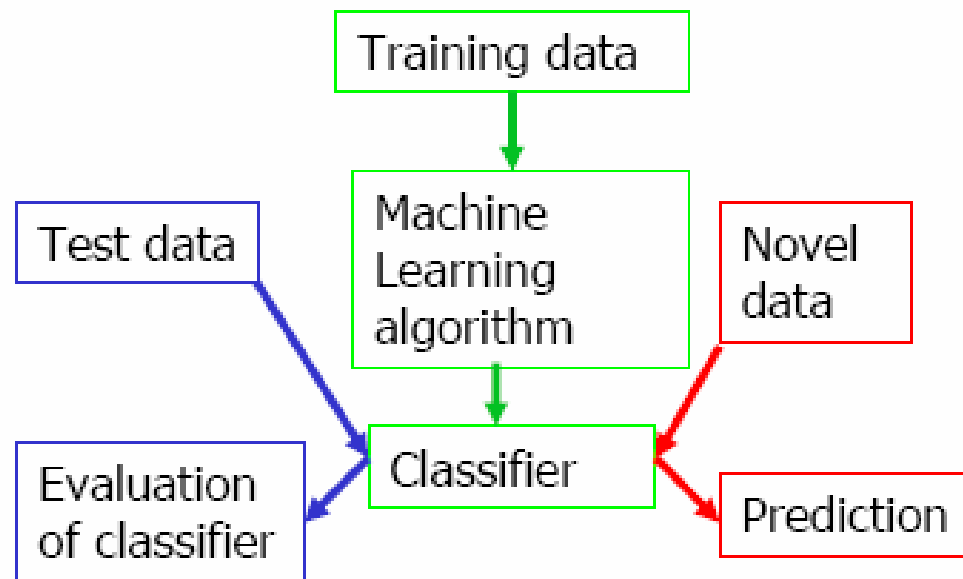 Training data
Machine
Learning
algorithm
Test data
Novel
data
Classifier
Evaluation
of classifier
Prediction